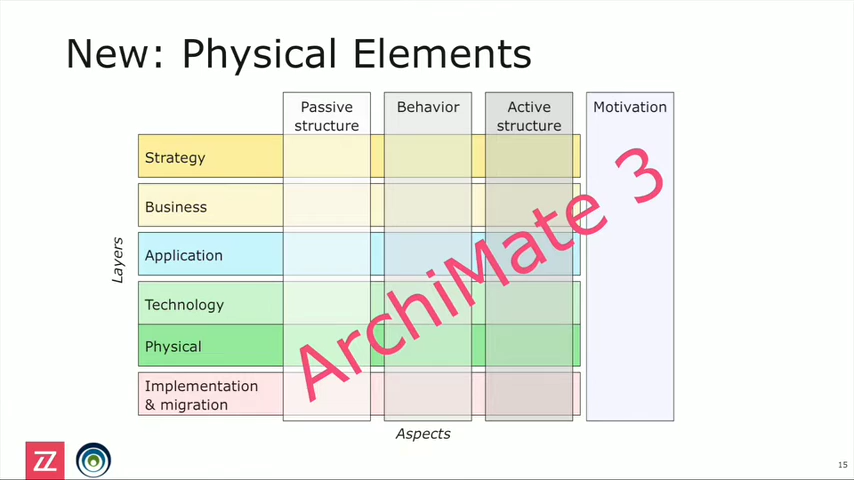 New: Physical Elements
Passive
structure
Behavior
Active
structure
Motivation
Strategy
Business
Application
Technology
Physical
Implementation
& migration
Layers
Aspects
ArchiMate 3
15